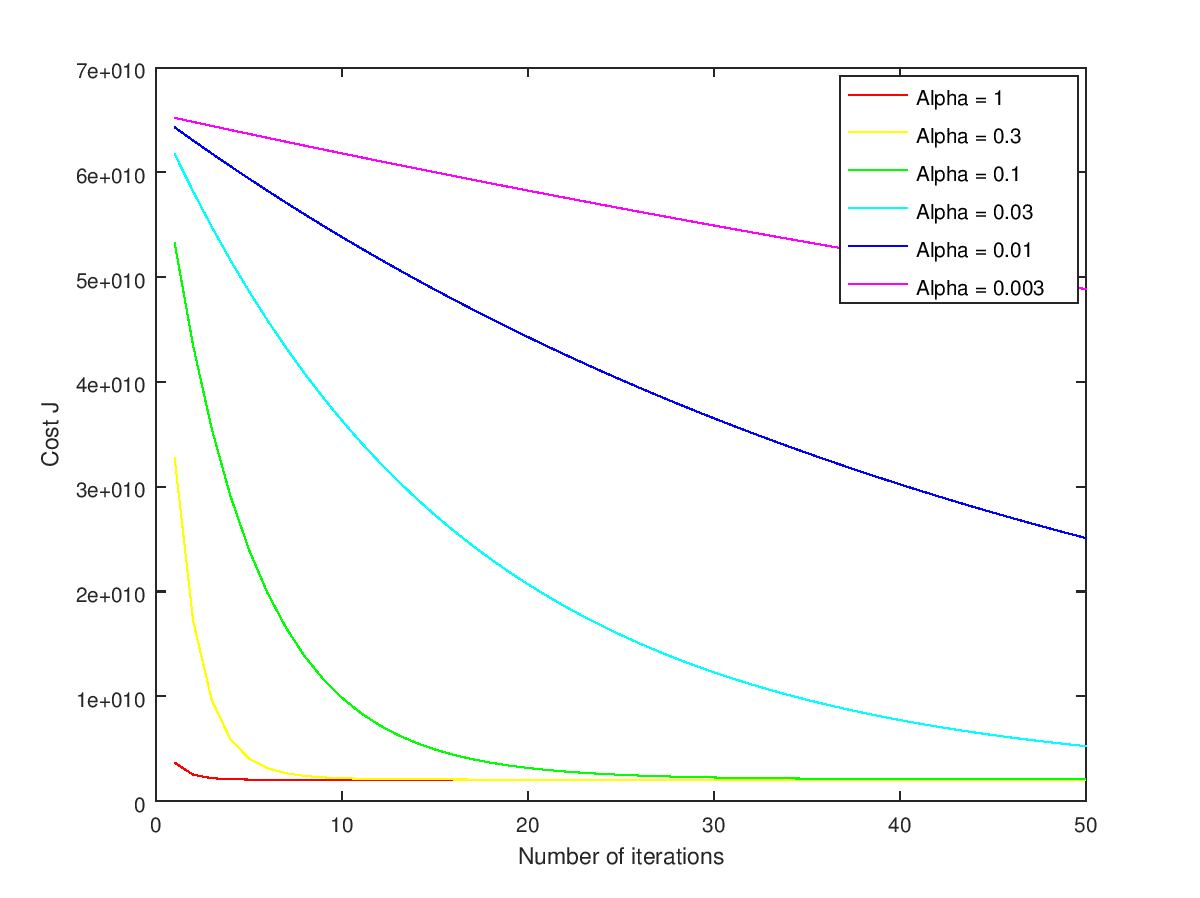 7e+010
6e+010
5e+010
4e+010
3e+010
2e+010
1e+010
0
Cost J
0 10 20 30 40 50
Number of iterations
Alpha = 1
Alpha = 0.3
Alpha = 0.1
Alpha = 0.03
Alpha = 0.01
Alpha = 0.003